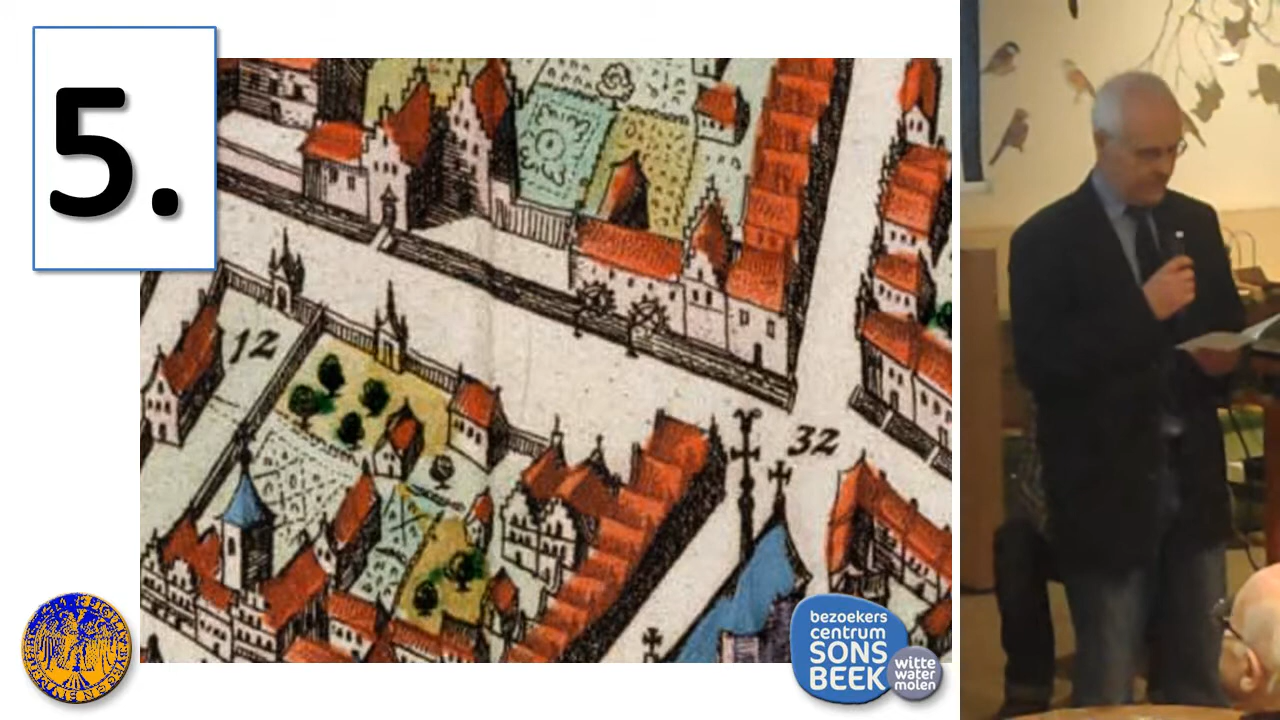 5.
12
32
bezoekers
centrum
SONS
BEEK
witte
water
molen